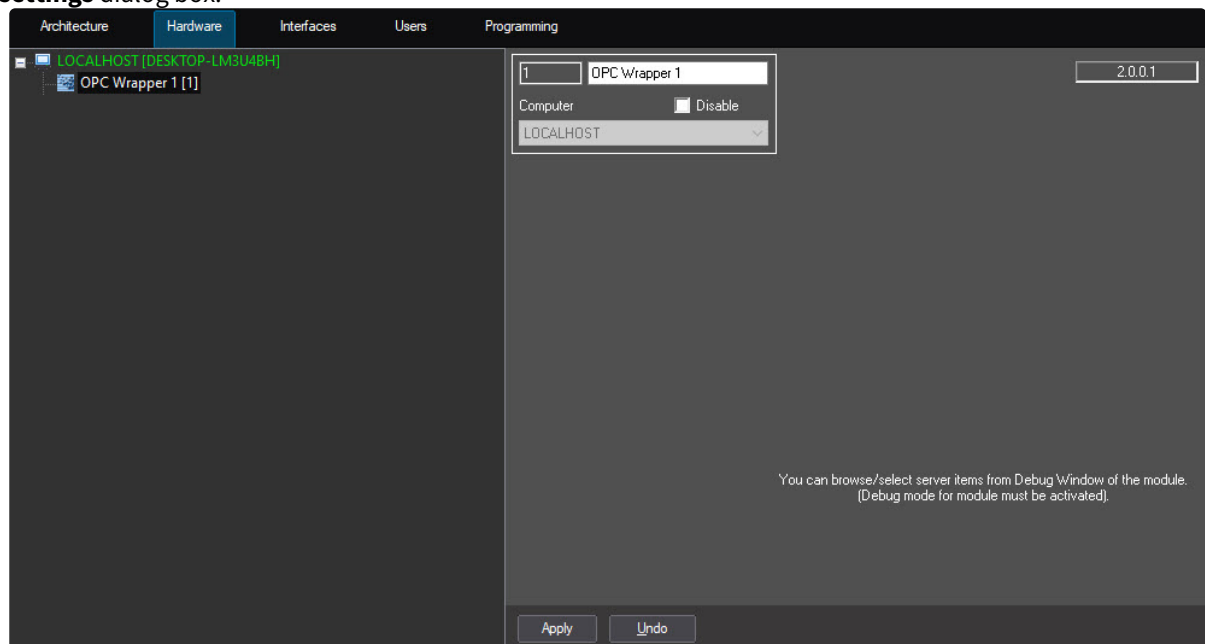 settings dialog box.
Architecture Hardware Interfaces Users Programming
LOCALHOST [DESKTOP-LM3U4BH]
OPC Wrapper 1 [1]
1 OPC Wrapper 1
2.0.0.1
Computer Disable
LOCALHOST
You can browse/select server items from Debug Window of the module.
(Debug mode for module must be activated).
Apply Undo